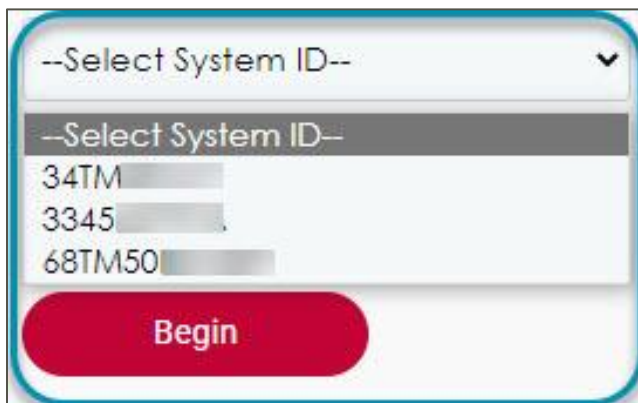 --Select System ID--
--Select System ID--
34TM
3345
68TM50
Begin